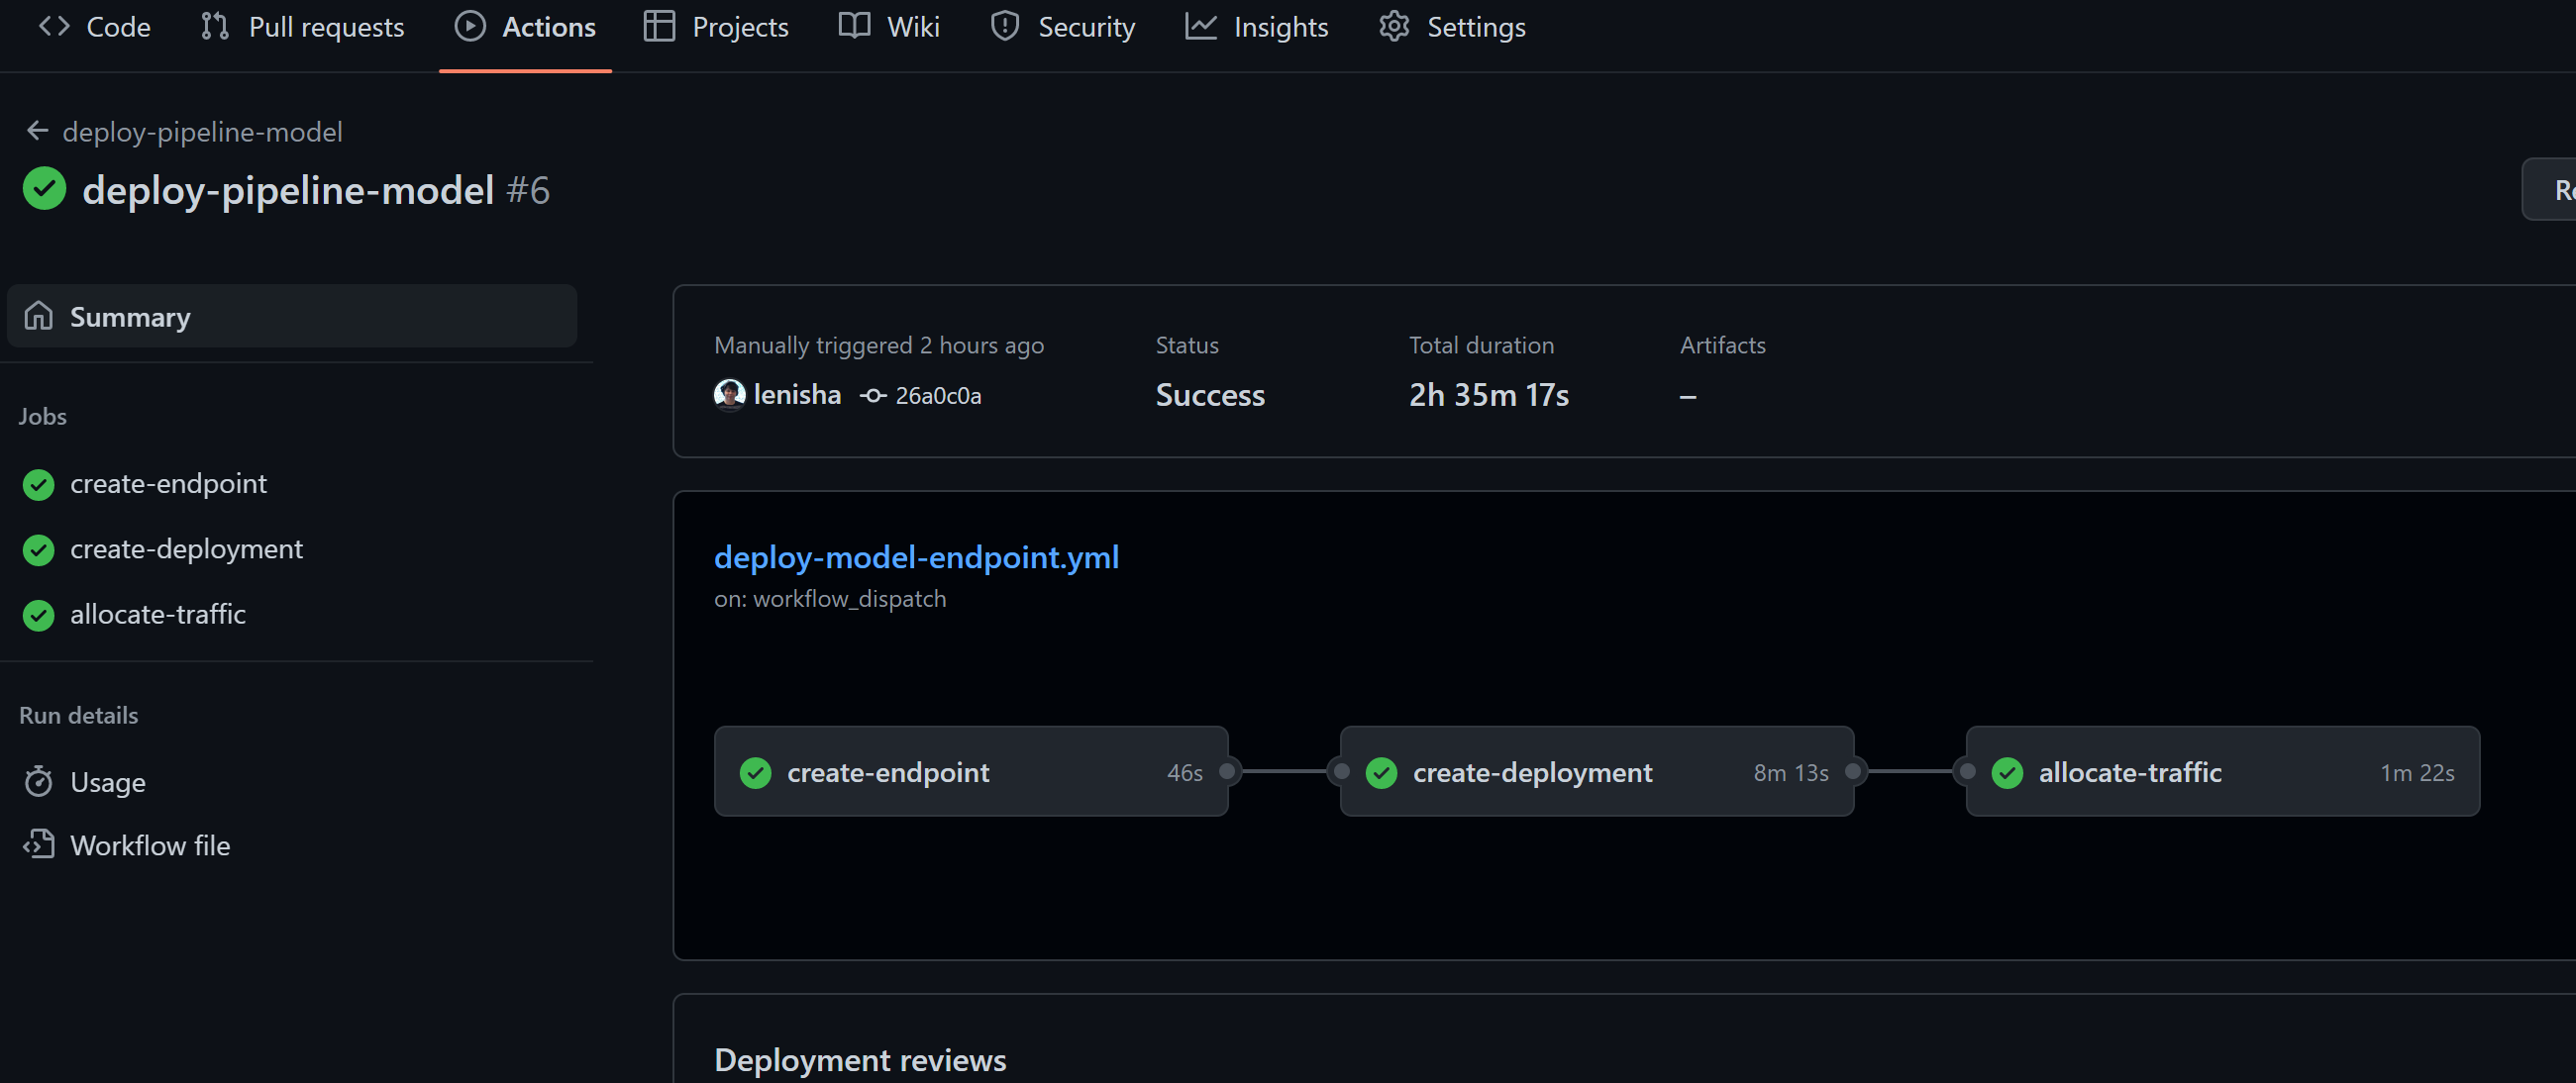 Code Pull requests Actions Projects Wiki Security Insights Settings
deploy-pipeline-model
deploy-pipeline-model #6
Summary
Jobs
create-endpoint
create-deployment
allocate-traffic
Run details
Usage
Workflow file
Manually triggered 2 hours ago
lenisha 26a0c0a
Status
Success
Total duration
2h 35m 17s
Artifacts
–
deploy-model-endpoint.yml
on: workflow_dispatch
create-endpoint 46s
create-deployment 8m 13s
allocate-traffic 1m 22s
Deployment reviews